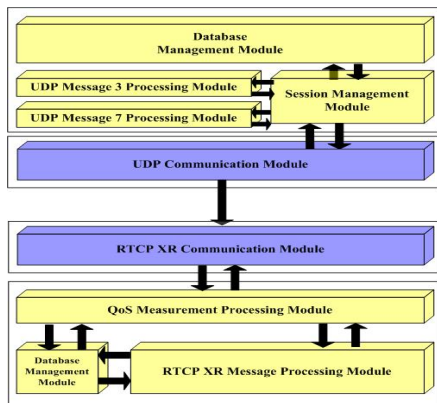 Database
Management Module
UDP Message 3 Processing Module
UDP Message 7 Processing Module
Session Management
Module
UDP Communication Module
RTCP XR Communication Module
QoS Measurement Processing Module
Database
Management
Module
RTCP XR Message Processing Module